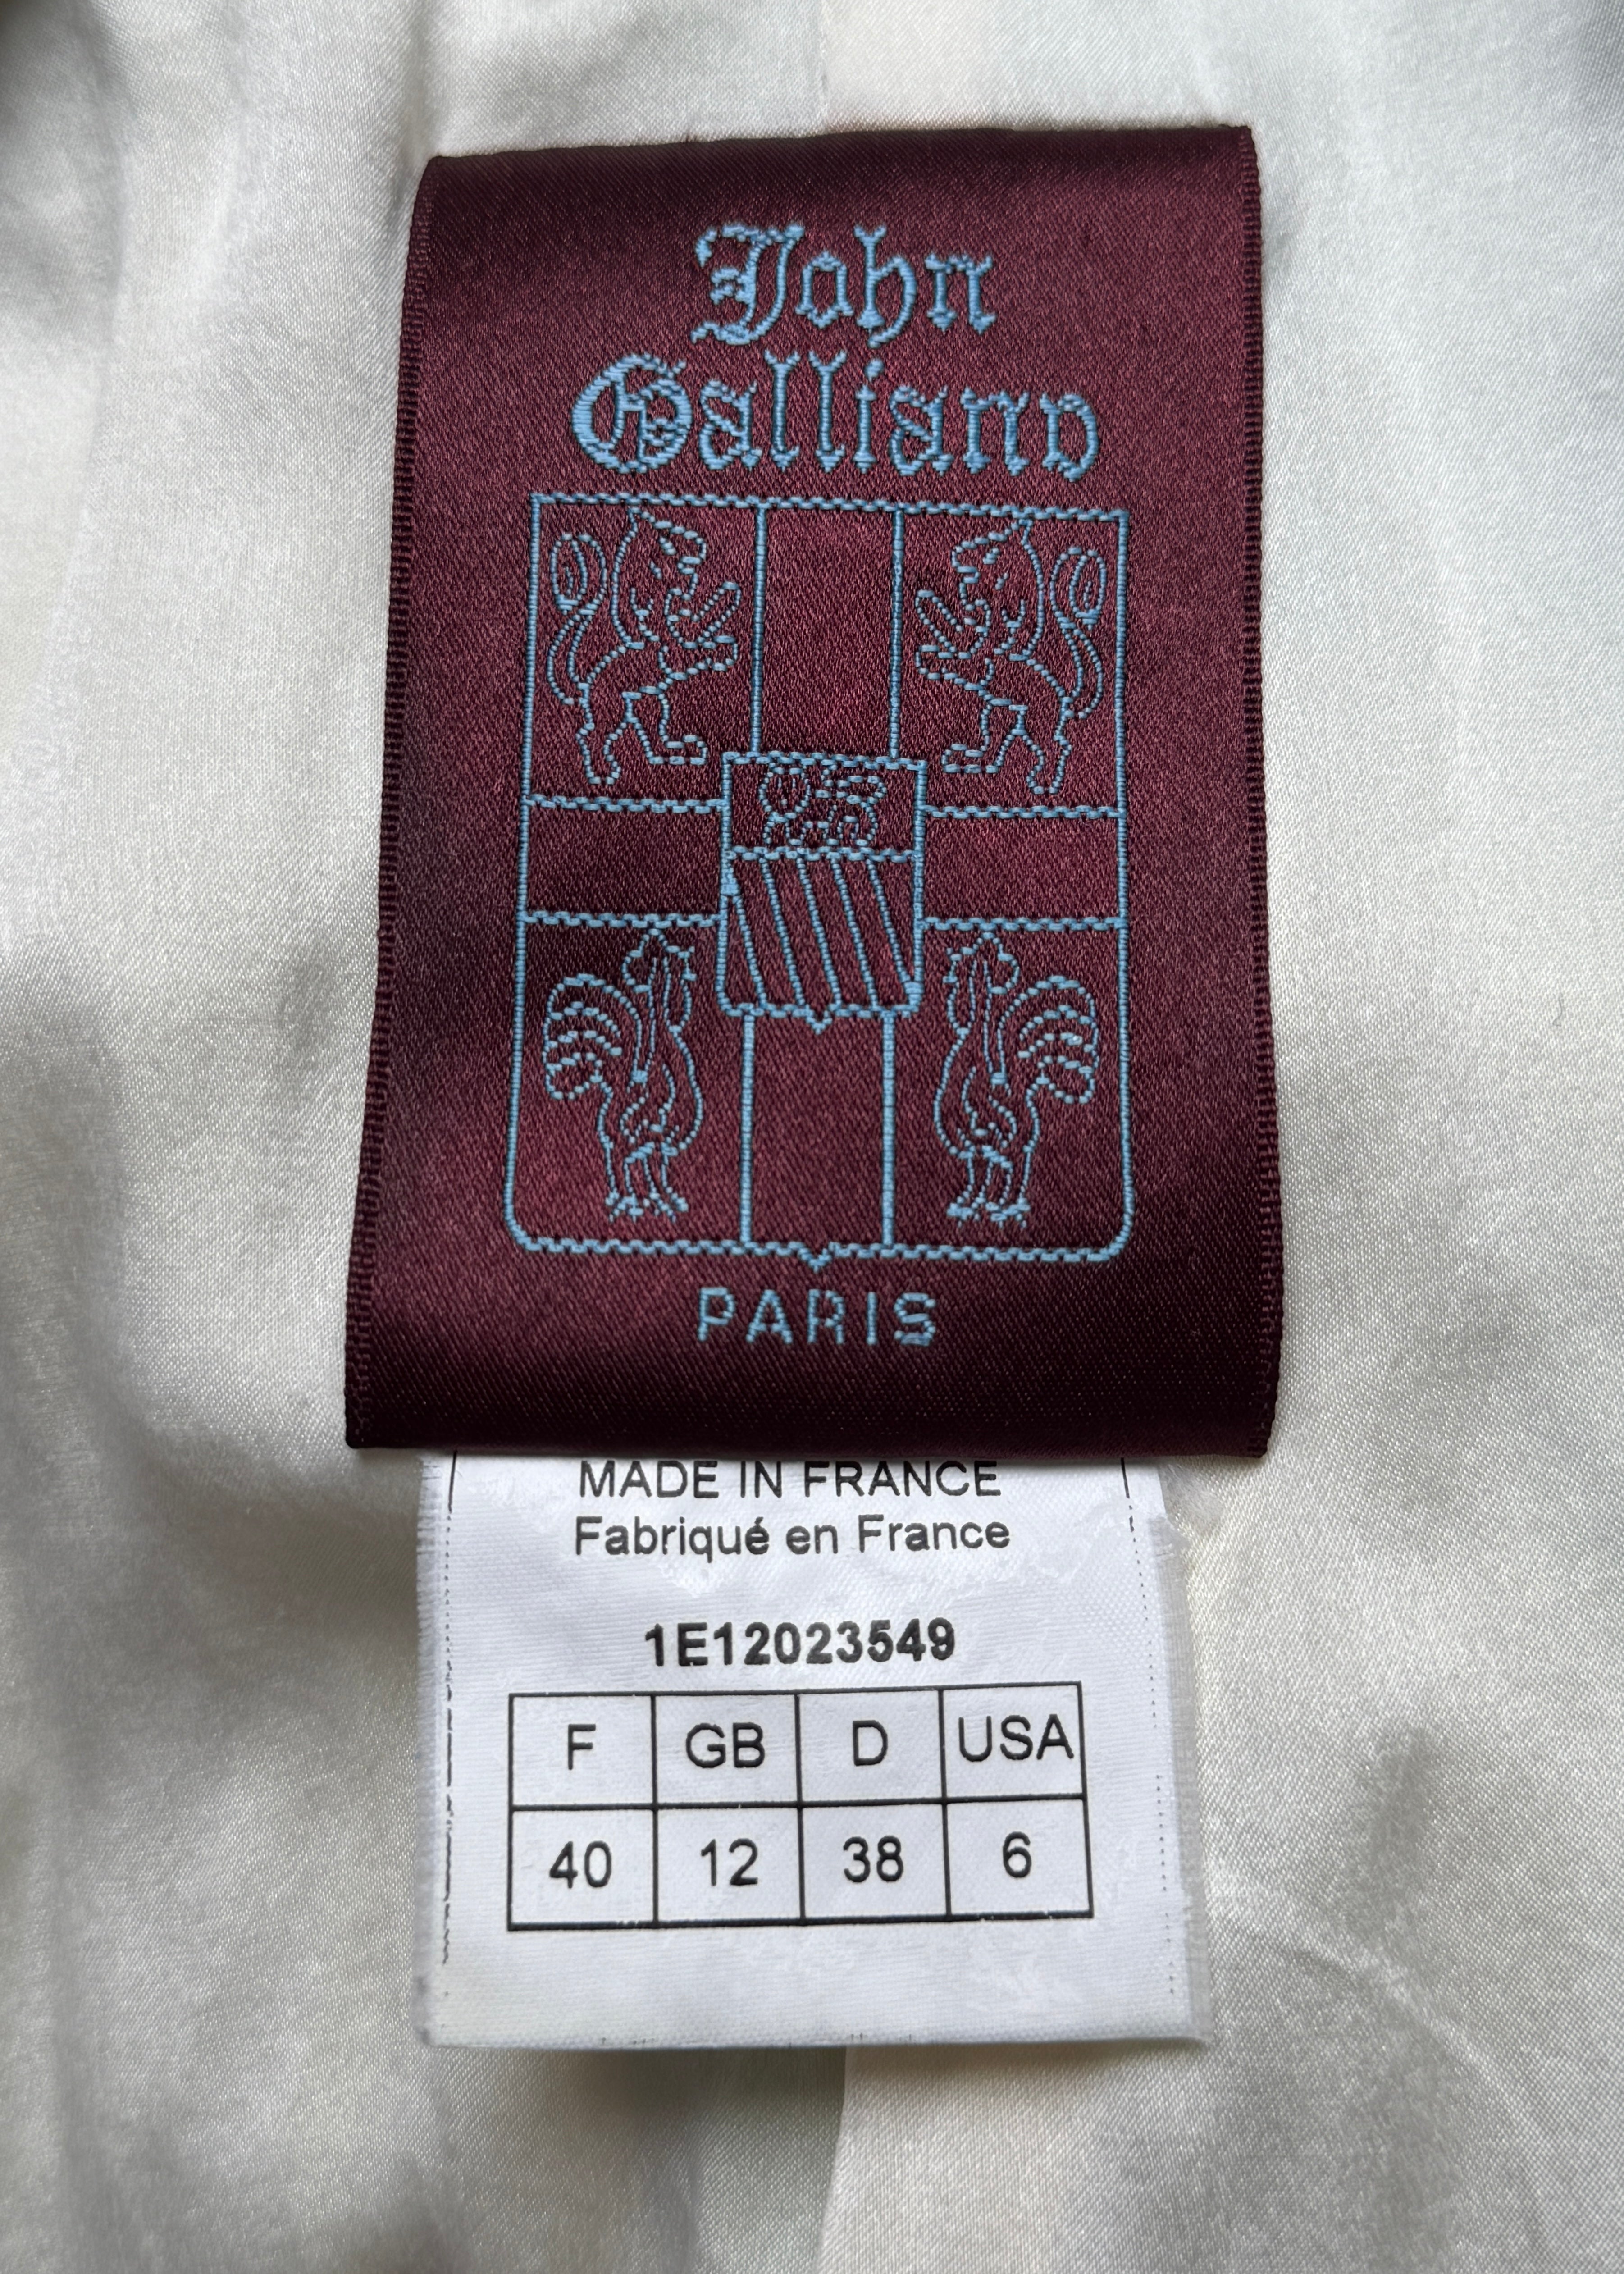 John
Galliano
PARIS
MADE IN FRANCE
Fabriqué en France
1E12023549
F GB D USA
40 12 38 6